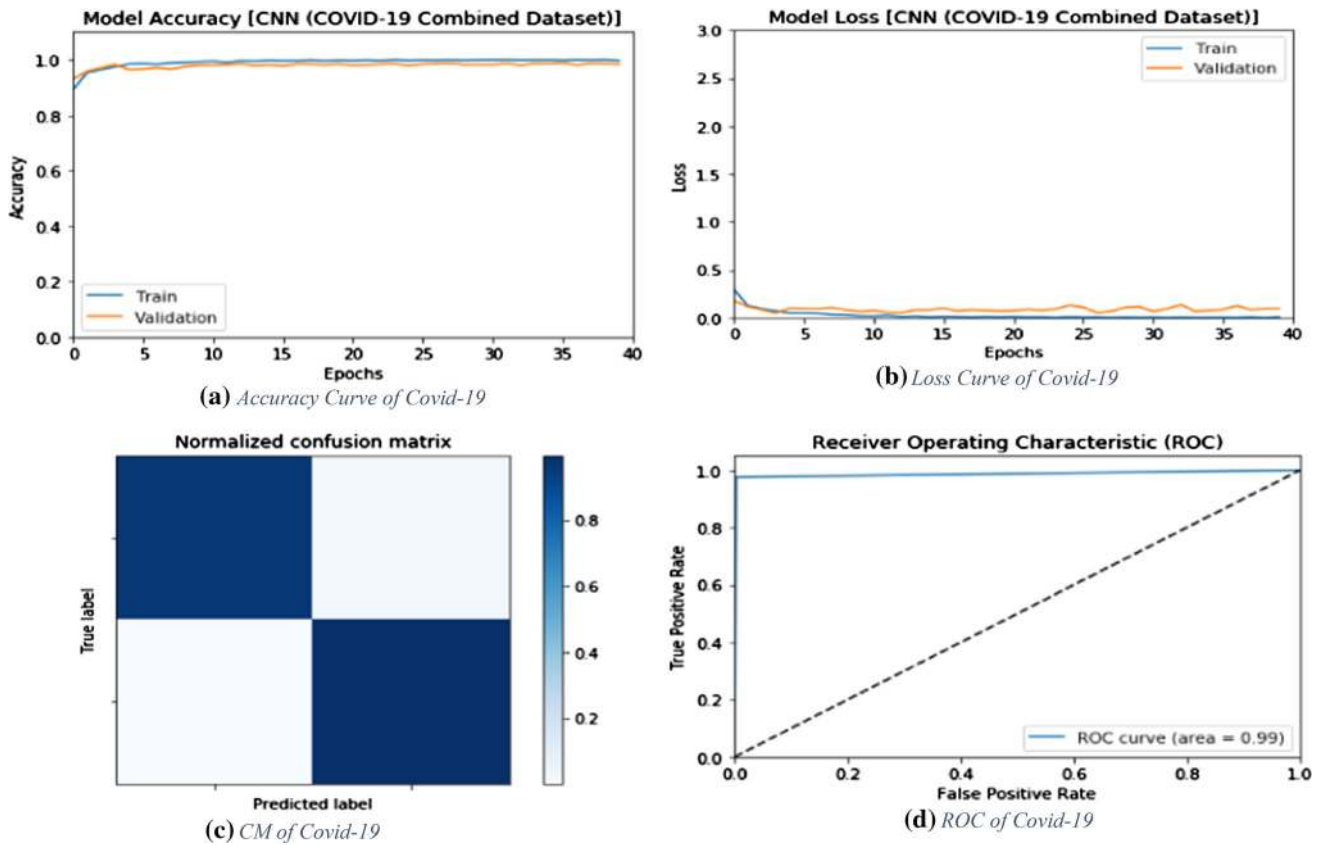 Model Accuracy [CNN (COVID-19 Combined Dataset)]
1.0
0.8
0.6
0.4
0.2
0.0
Accuracy
Train
Validation
0 5 10 15 20 25 30 35 40
Epochs
(a) Accuracy Curve of Covid-19
Model Loss [CNN (COVID-19 Combined Dataset)]
3.0
2.5
2.0
1.5
1.0
0.5
0.0
Loss
Train
Validation
0 10 20 30 40
Epochs
(b) Loss Curve of Covid-19
Normalized confusion matrix
True label
Predicted label
0.8
0.6
0.4
0.2
(c) CM of Covid-19
Receiver Operating Characteristic (ROC)
1.0
0.8
0.6
0.4
0.2
0.0
True Positive Rate
ROC curve (area = 0.99)
0.0 0.2 0.4 0.6 0.8 1.0
False Positive Rate
(d) ROC of Covid-19